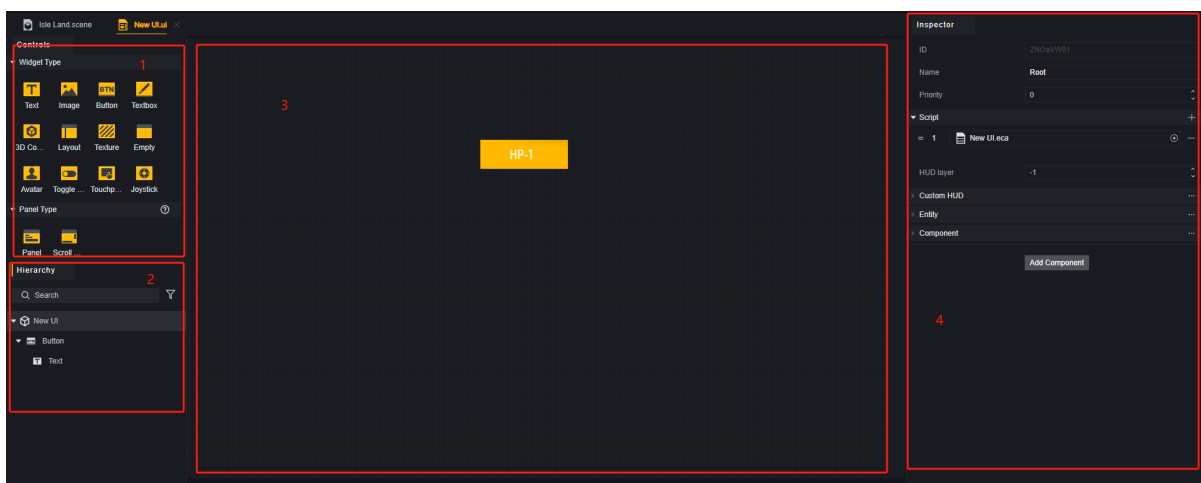 Isle Land.scene
New UI.ui
Controls
Widget Type
1
Text Image Button Textbox
BTN
3D Co... Layout Texture Empty
Avatar Toggle ... Touchp... Joystick
Panel Type
Panel Scroll ...
Hierarchy
2
Search
New UI
Button
Text
3
HP-1
Inspector
ID ZNOaVW01
Name Root
Priority 0
Script
= 1 New UI.eca
HUD layer -1
Custom HUD
Entity
Component
Add Component
4